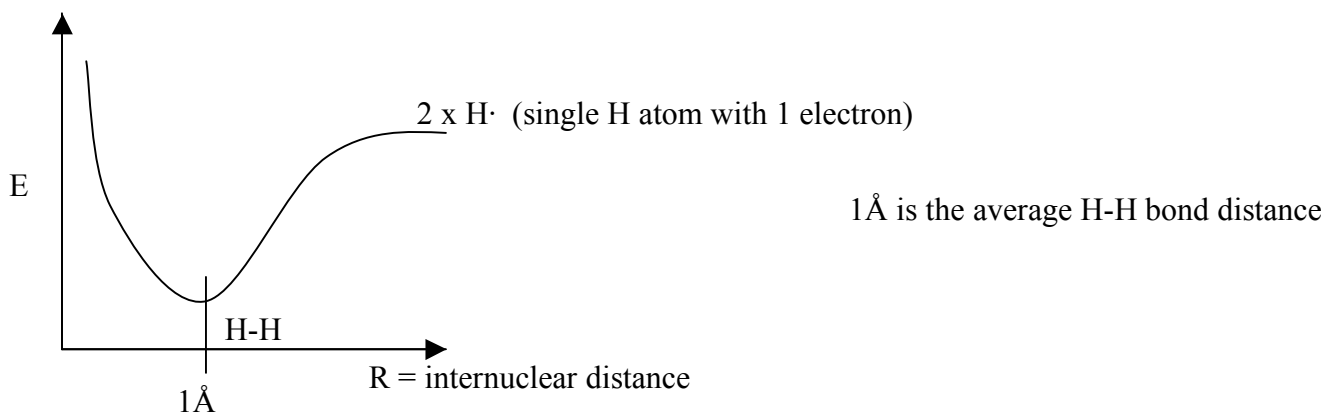 2 x H· (single H atom with 1 electron)
E
1Å is the average H-H bond distance
H-H
R = internuclear distance
1Å